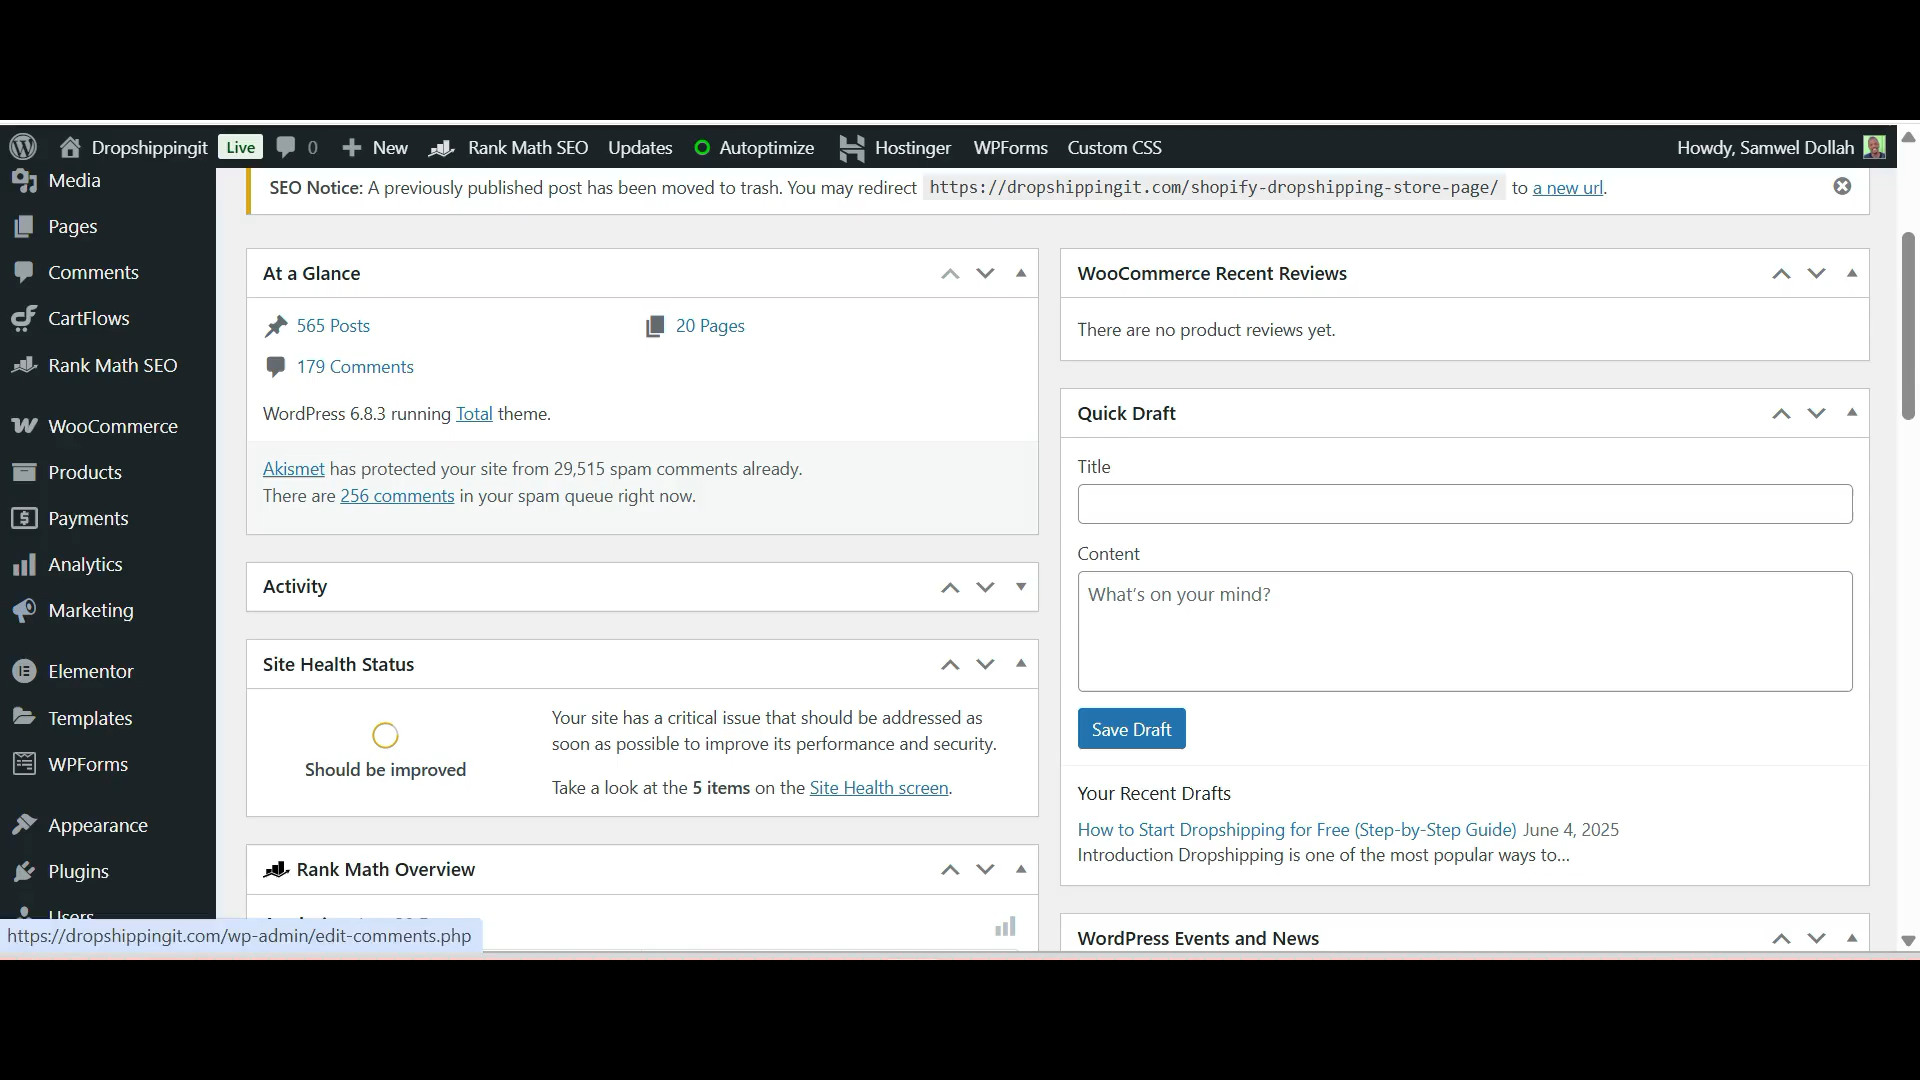 Dropshippingit Live 0 New Rank Math SEO Updates Autoptimize Hostinger WPForms Custom CSS Howdy, Samwel Dollah
Media
Pages
Comments
CartFlows
Rank Math SEO
WooCommerce
Products
Payments
Analytics
Marketing
Elementor
Templates
WPForms
Appearance
Plugins
Users
https://dropshippingit.com/wp-admin/edit-comments.php
SEO Notice: A previously published post has been moved to trash. You may redirect https://dropshippingit.com/shopify-dropshipping-store-page/ to a new url.
At a Glance
565 Posts
20 Pages
179 Comments
WordPress 6.8.3 running Total theme.
Akismet has protected your site from 29,515 spam comments already.
There are 256 comments in your spam queue right now.
Activity
Site Health Status
Should be improved
Your site has a critical issue that should be addressed as
soon as possible to improve its performance and security.
Take a look at the 5 items on the Site Health screen.
Rank Math Overview
WooCommerce Recent Reviews
There are no product reviews yet.
Quick Draft
Title
Content
What's on your mind?
Save Draft
Your Recent Drafts
How to Start Dropshipping for Free (Step-by-Step Guide) June 4, 2025
Introduction Dropshipping is one of the most popular ways to…
WordPress Events and News